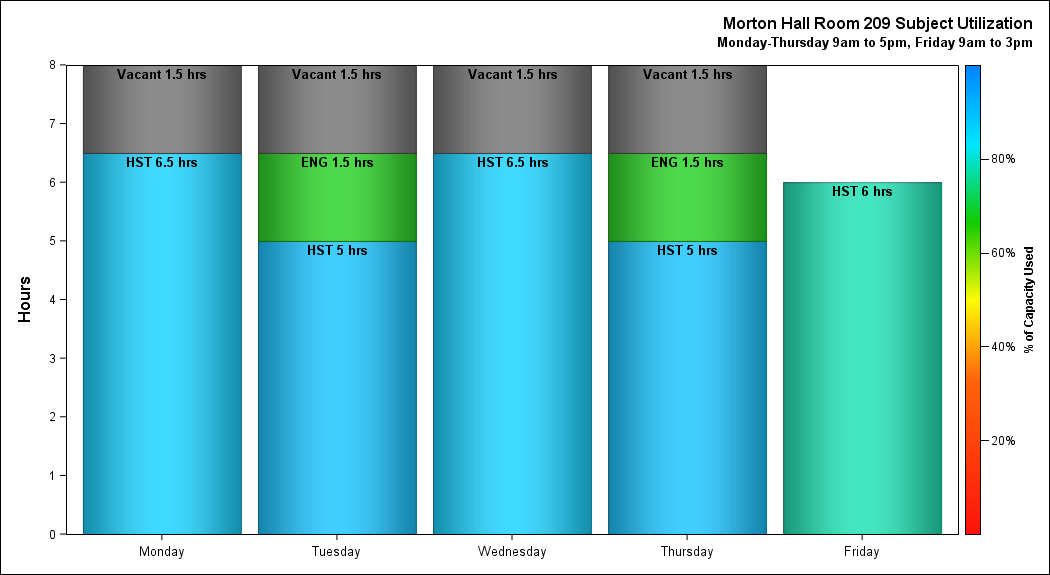 Morton Hall Room 209 Subject Utilization
Monday-Thursday 9am to 5pm, Friday 9am to 3pm
Hours
8
7
6
5
4
3
2
1
0
Vacant 1.5 hrs
HST 6.5 hrs
Vacant 1.5 hrs
ENG 1.5 hrs
HST 5 hrs
Vacant 1.5 hrs
HST 6.5 hrs
Vacant 1.5 hrs
ENG 1.5 hrs
HST 5 hrs
HST 6 hrs
Monday
Tuesday
Wednesday
Thursday
Friday
80%
60%
40%
20%
% of Capacity Used